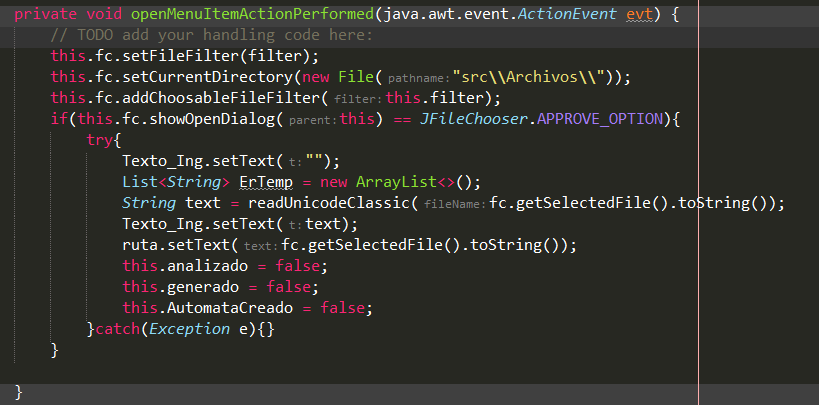 private void openMenuItemActionPerformed(java.awt.event.ActionEvent evt) {
// TODO add your handling code here:
this.fc.setFileFilter(filter);
this.fc.setCurrentDirectory(new File( pathname: "src\\Archivos\\"));
this.fc.addChoosableFileFilter( filter: this.filter);
if(this.fc.showOpenDialog( parent: this) == JFileChooser.APPROVE_OPTION){
try{
Texto_Ing.setText( t: "");
List<String> ErTemp = new ArrayList<>();
String text = readUnicodeClassic( fileName: fc.getSelectedFile().toString());
Texto_Ing.setText( t: text);
ruta.setText( text: fc.getSelectedFile().toString());
this.analizado = false;
this.generado = false;
this.AutomataCreado = false;
}catch(Exception e){}
}
}